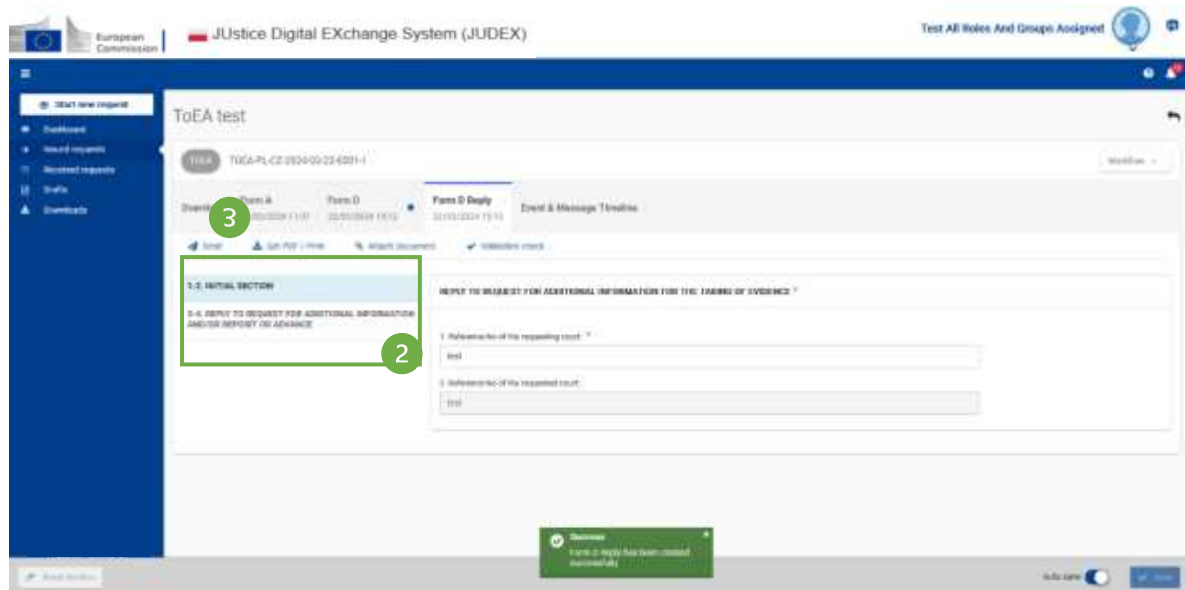 European
Commission
JUstice Digital EXchange System (JUDEX)
Test All Roles And Groups Assigned
Start new request
Dashboard
Issued requests
Received requests
Drafts
Downloads
ToEA test
TOEA
Workflow
Form A
Form D
Form D Reply
Event & Message Timeline
3
Send
Get PDF / Print
Attach Document
Validation check
1-2. INITIAL SECTION
3-4. REPLY TO REQUEST FOR ADDITIONAL INFORMATION
AND/OR DEPOSIT OR ADVANCE
2
REPLY TO REQUEST FOR ADDITIONAL INFORMATION FOR THE TAKING OF EVIDENCE *
1. Reference No of the requesting court: *
test
2. Reference No of the requested court:
test
Success
Form D Reply has been created
successfully
Auto save
Save